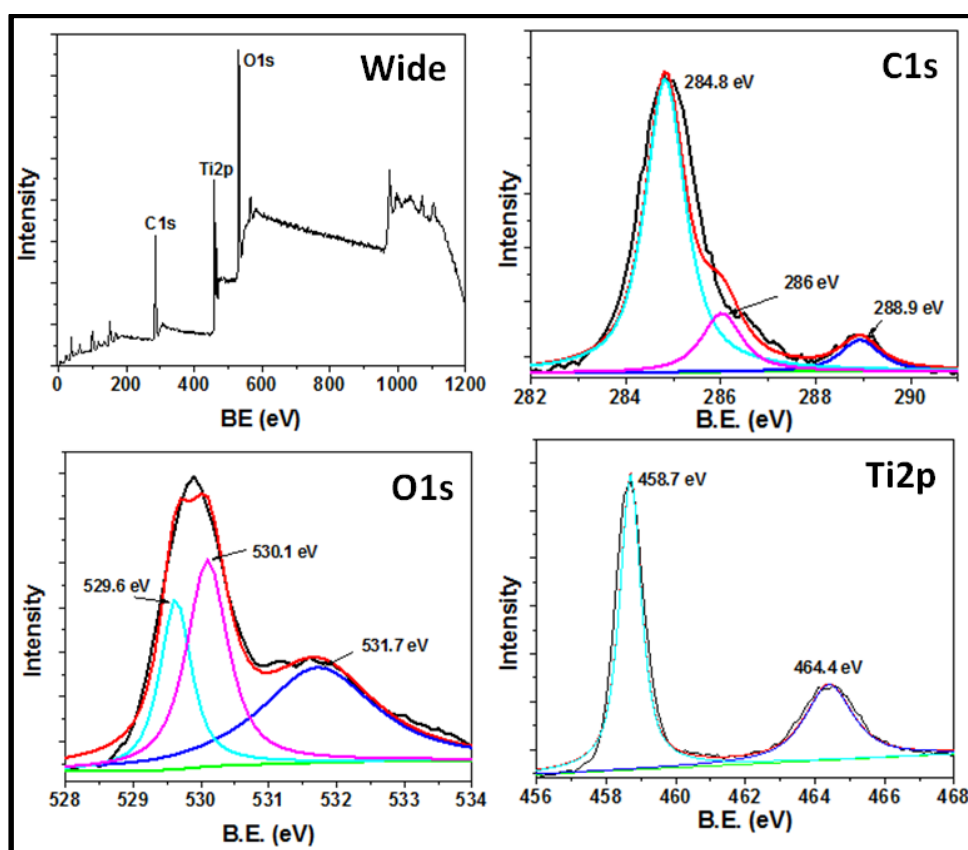 Wide
O1s
Ti2p
C1s
Intensity
0 200 400 600 800 1000 1200
BE (eV)
C1s
284.8 eV
286 eV
288.9 eV
Intensity
282 284 286 288 290
B.E. (eV)
O1s
530.1 eV
529.6 eV
531.7 eV
Intensity
528 529 530 531 532 533 534
B.E. (eV)
Ti2p
458.7 eV
464.4 eV
Intensity
456 458 460 462 464 466 468
B.E. (eV)